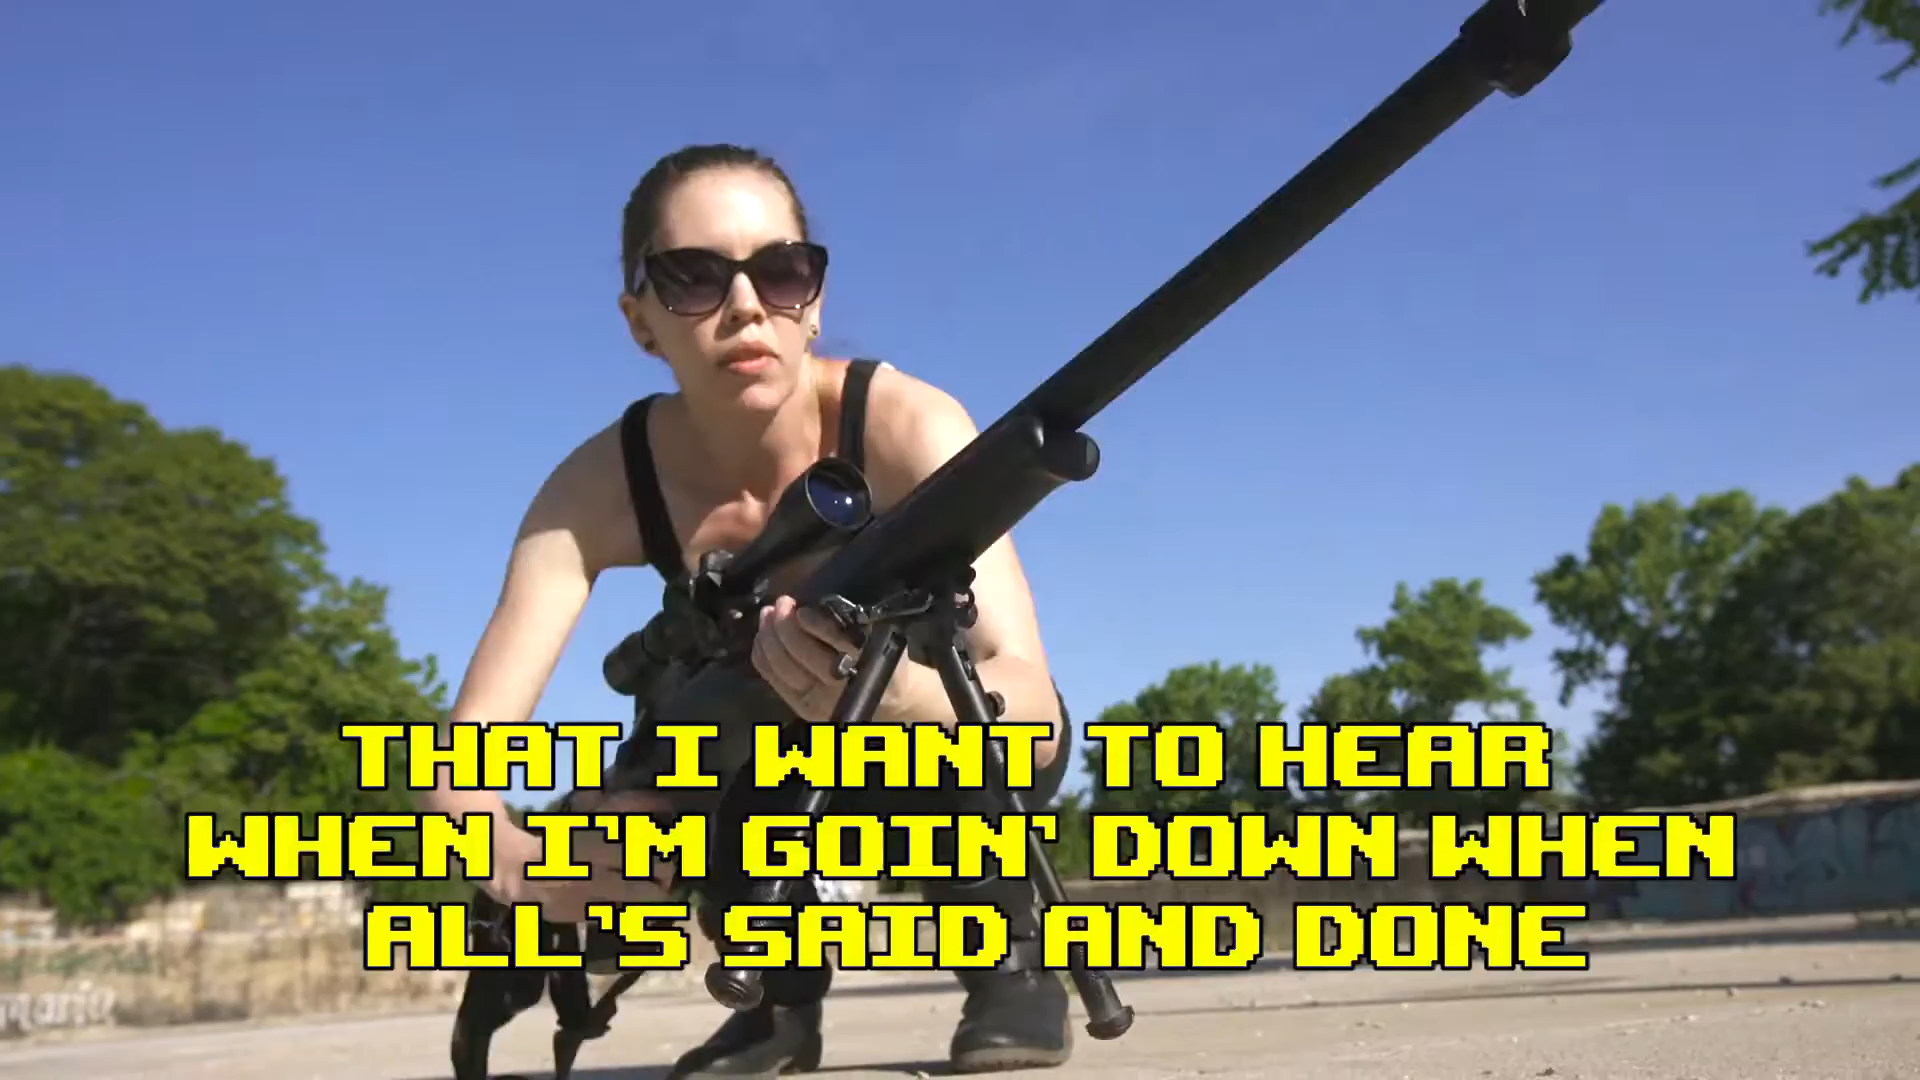 THAT I WANT TO HEAR
WHEN I'M GOIN' DOWN WHEN
ALL'S SAID AND DONE